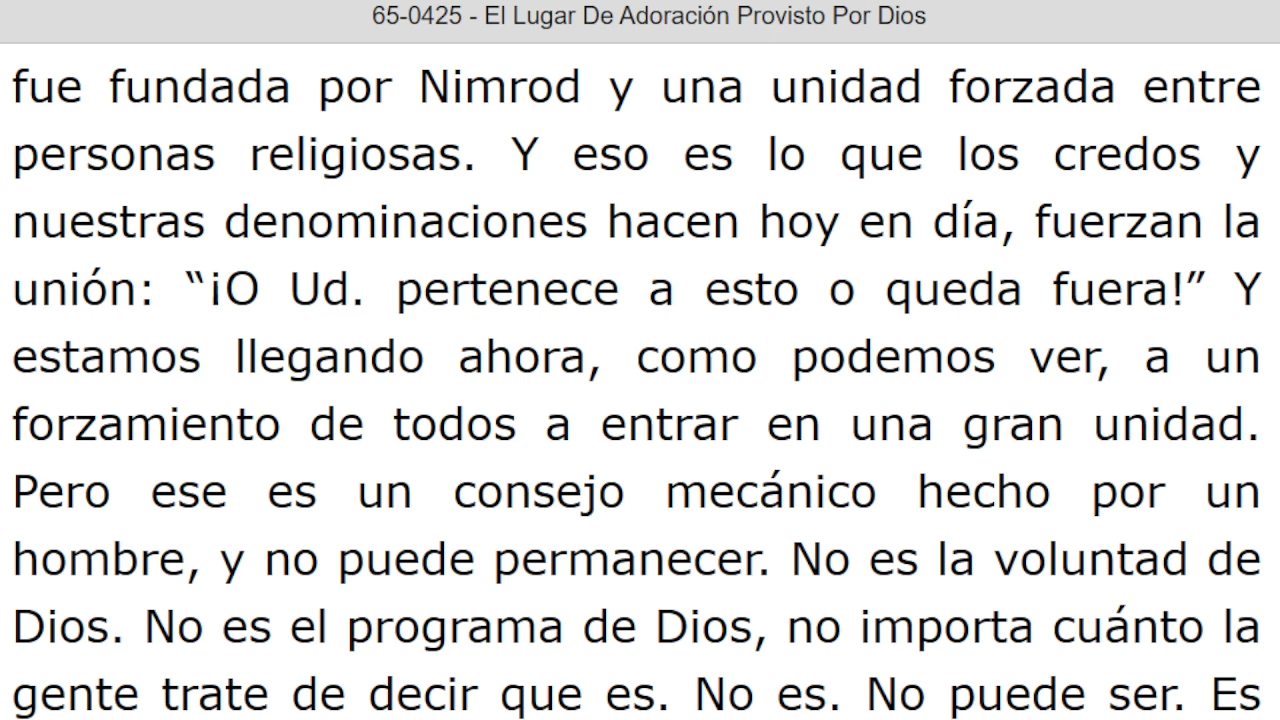 65-0425 - El Lugar De Adoración Provisto Por Dios
fue fundada por Nimrod y una unidad forzada entre
personas religiosas. Y eso es lo que los credos y
nuestras denominaciones hacen hoy en día, fuerzan la
unión: “¡O Ud. pertenece a esto o queda fuera!” Y
estamos llegando ahora, como podemos ver, a un
forzamiento de todos a entrar en una gran unidad.
Pero ese es un consejo mecánico hecho por un
hombre, y no puede permanecer. No es la voluntad de
Dios. No es el programa de Dios, no importa cuánto la
gente trate de decir que es. No es. No puede ser. Es